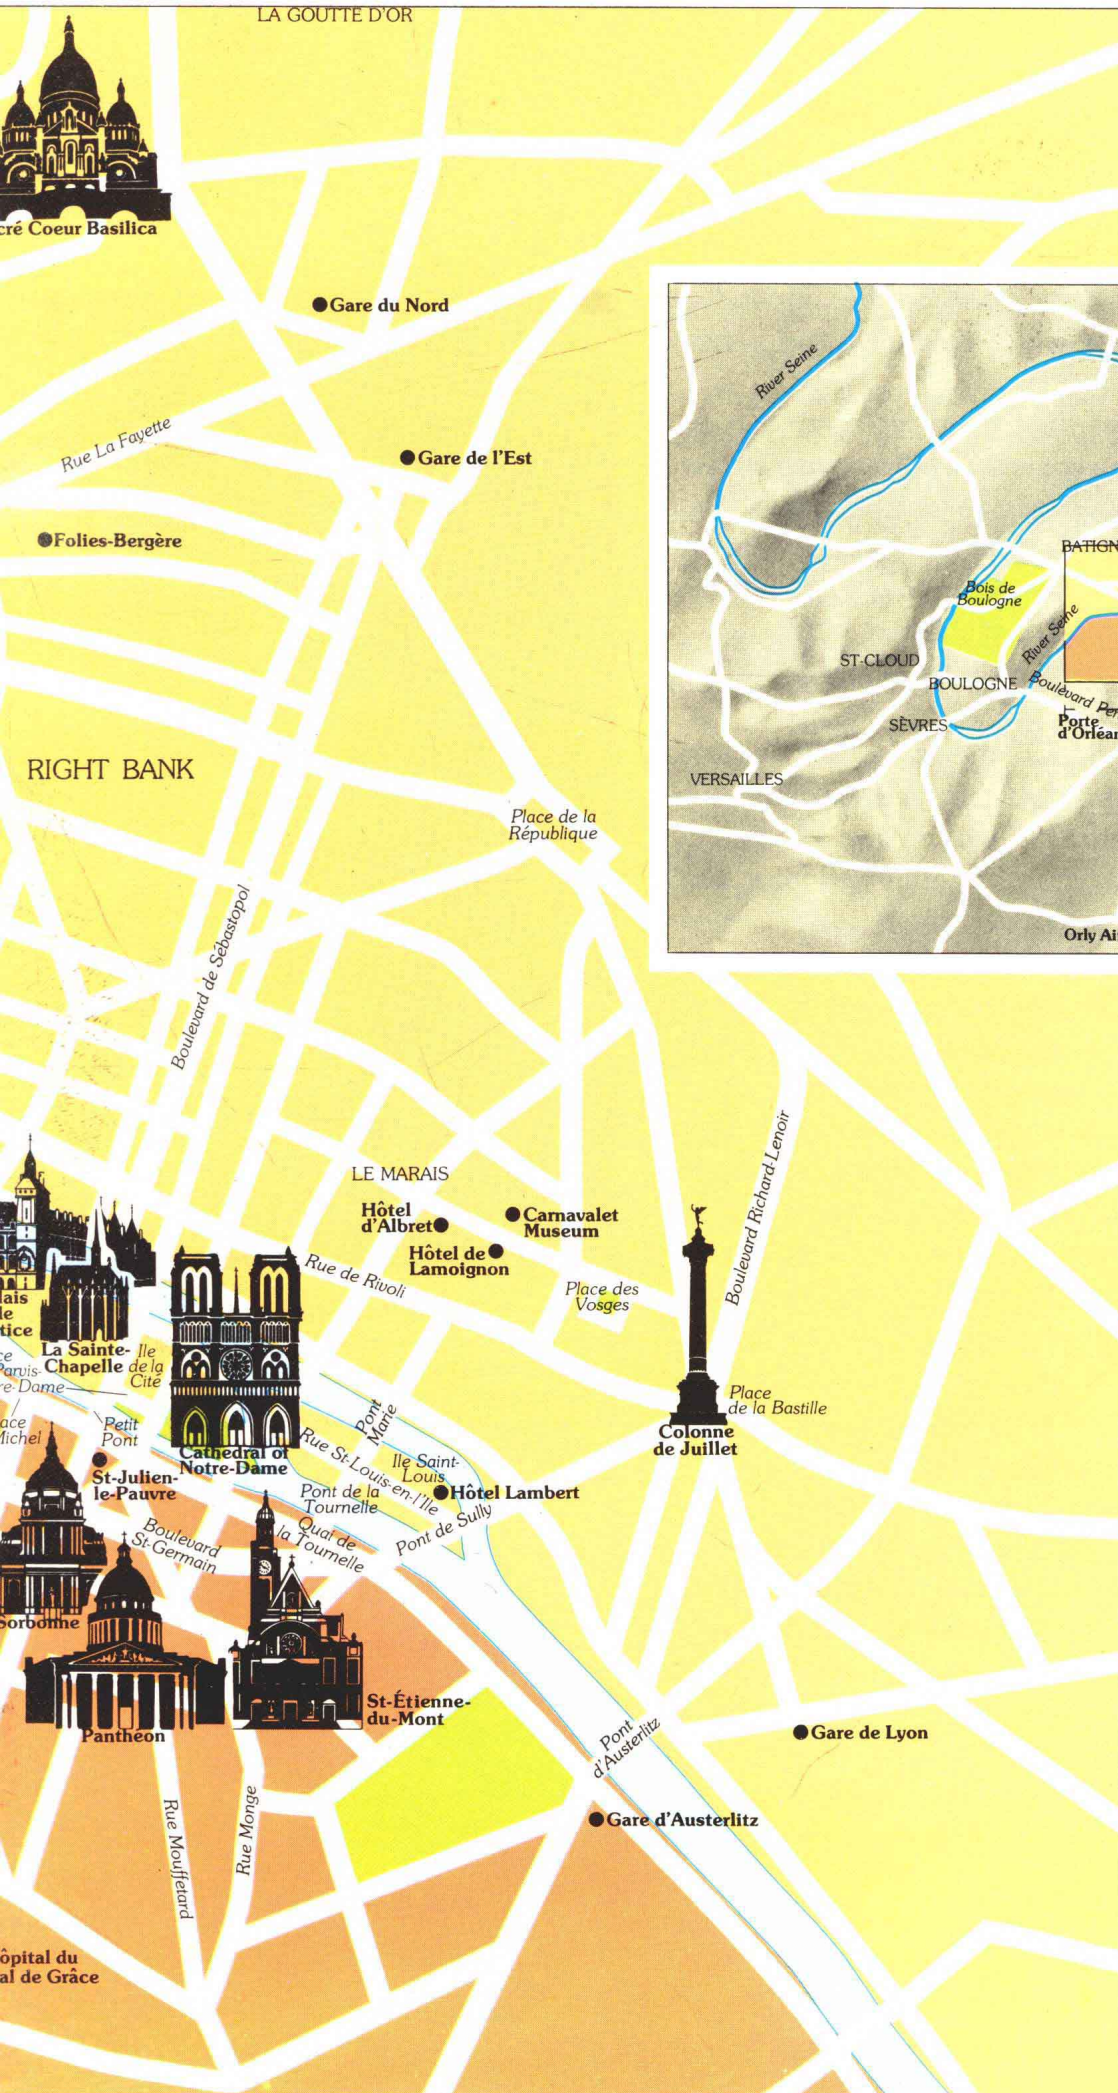 LA GOUTTE D'OR
cré Coeur Basilica
Gare du Nord
Rue La Fayette
Gare de l'Est
Folies-Bergère
RIGHT BANK
Place de la
République
Boulevard de Sébastopol
River Seine
BATIGN
Bois de
Boulogne
River Seine
ST-CLOUD
BOULOGNE
Boulevard Per
SÈVRES
Porte
d'Orléan
VERSAILLES
Orly Ai
LE MARAIS
Hôtel
d'Albret
Carnavalet
Museum
Hôtel de
Lamoignon
Boulevard Richard-Lenoir
Rue de Rivoli
Place des
Vosges
lais
de
tice
La Sainte-
Chapelle
Ile
de la
Cité
ce
Parvis-
re-Dame
ace
Michel
Petit
Pont
Cathedral of
Notre-Dame
Pont
Marie
Rue St-Louis-en-l'Ile
Ile Saint-
Louis
Hôtel Lambert
Place
de la Bastille
Colonne
de Juillet
St-Julien-
le-Pauvre
Pont de la
Tournelle
Quai de
la Tournelle
Pont de Sully
Boulevard
St-Germain
Sorbonne
Panthéon
St-Étienne-
du-Mont
Pont
d'Austerlitz
Gare de Lyon
Gare d'Austerlitz
Rue Mouffetard
Rue Monge
ôpital du
al de Grâce